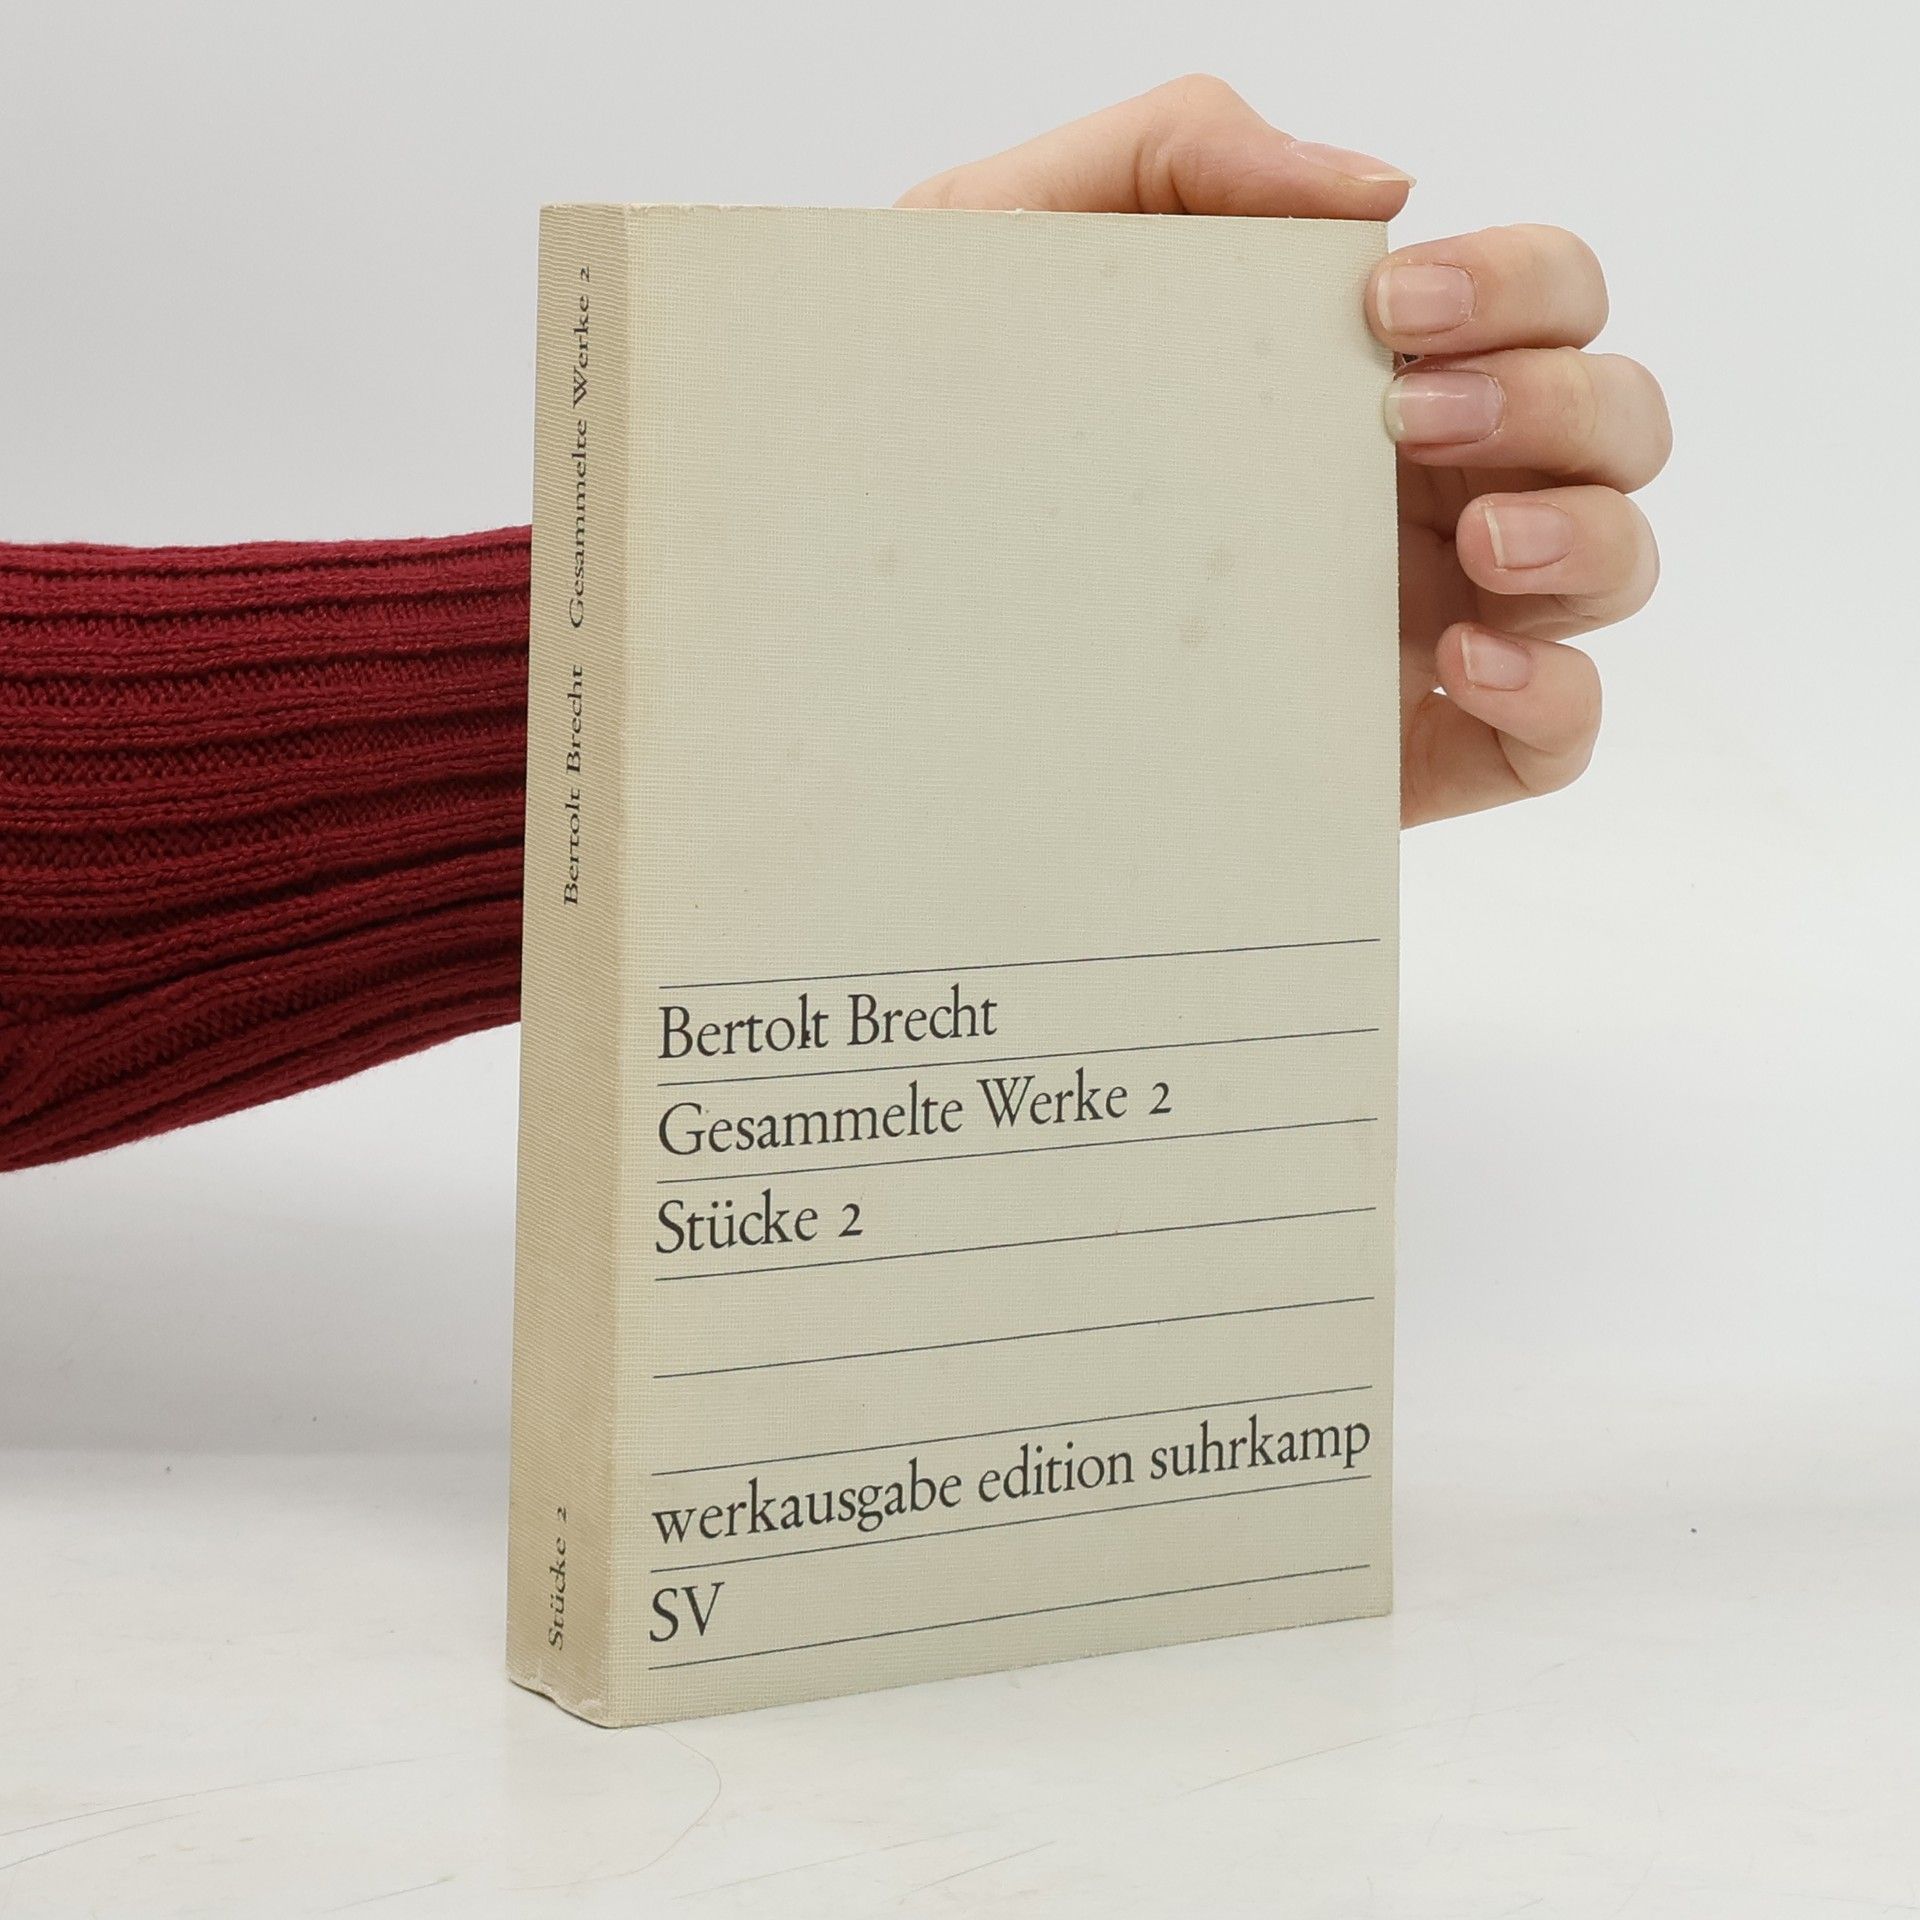 Bertolt Brecht Gesammelte Werke 2
Stücke 2
Bertolt Brecht
Gesammelte Werke 2
Stücke 2
werkausgabe edition suhrkamp
SV